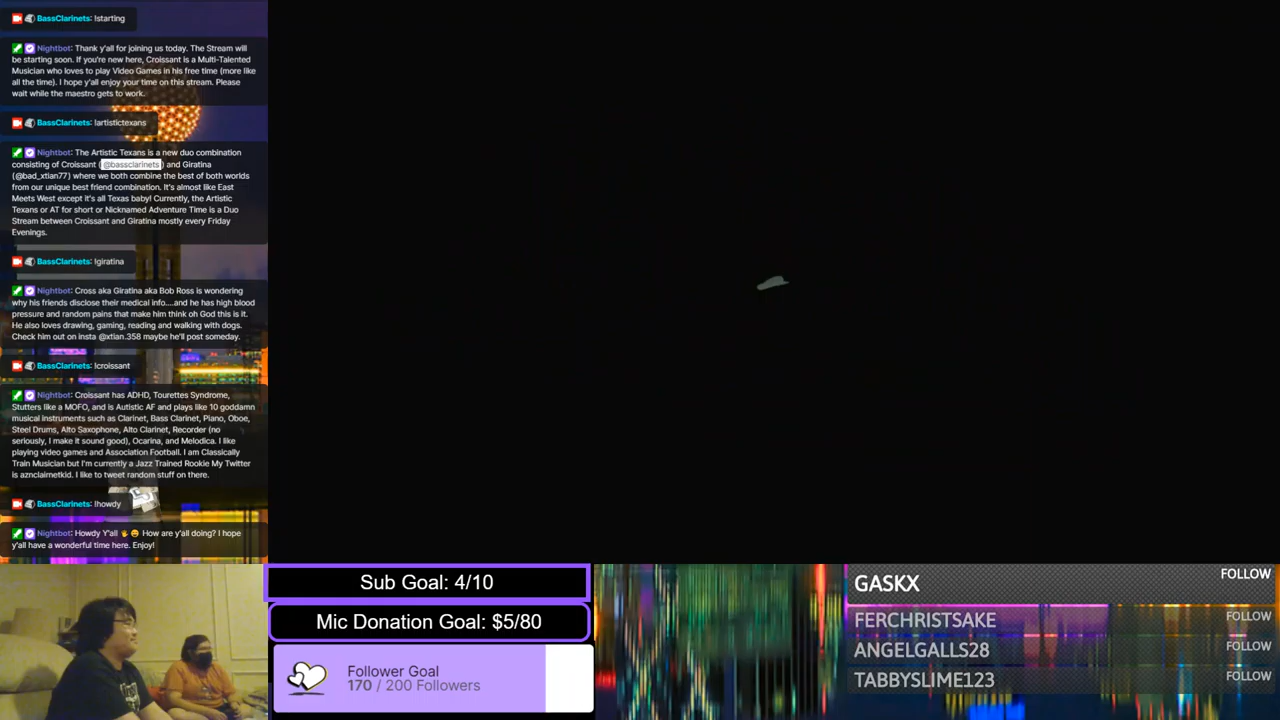 BassClarinets: !starting
Nightbot: Thank y'all for joining us today. The Stream will
be starting soon. If you're new here, Croissant is a Multi-Talented
Musician who loves to play Video Games in his free time (more like
all the time). I hope y'all enjoy your time on this stream. Please
wait while the maestro gets to work.
BassClarinets: !artistictexans
Nightbot: The Artistic Texans is a new duo combination
consisting of Croissant (@bassclarinets) and Giratina
(@bad_xtian77) where we both combine the best of both worlds
from our unique best friend combination. It's almost like East
Meets West except it's all Texas baby! Currently, the Artistic
Texans or AT for short or Nicknamed Adventure Time is a Duo
Stream between Croissant and Giratina mostly every Friday
Evenings.
BassClarinets: !giratina
Nightbot: Cross aka Giratina aka Bob Ross is wondering
why his friends disclose their medical info....and he has high blood
pressure and random pains that make him think oh God this is it.
He also loves drawing, gaming, reading and walking with dogs.
Check him out on insta @xtian.358 maybe he'll post someday.
BassClarinets: !croissant
Nightbot: Croissant has ADHD, Tourettes Syndrome,
Stutters like a MOFO, and is Autistic AF and plays like 10 goddamn
musical instruments such as Clarinet, Bass Clarinet, Piano, Oboe,
Steel Drums, Alto Saxophone, Alto Clarinet, Recorder (no
seriously, I make it sound good), Ocarina, and Melodica. I like
playing video games and Association Football. I am Classically
Train Musician but I'm currently a Jazz Trained Rookie My Twitter
is aznclairnetkid. I like to tweet random stuff on there.
BassClarinets: !howdy
Nightbot: Howdy Y'all 🖐 😄 How are y'all doing? I hope
y'all have a wonderful time here. Enjoy!
Sub Goal: 4/10
Mic Donation Goal: $5/80
Follower Goal
170 / 200 Followers
GASKX FOLLOW
FERCHRISTSAKE FOLLOW
ANGELGALLS28 FOLLOW
TABBYSLIME123 FOLLOW